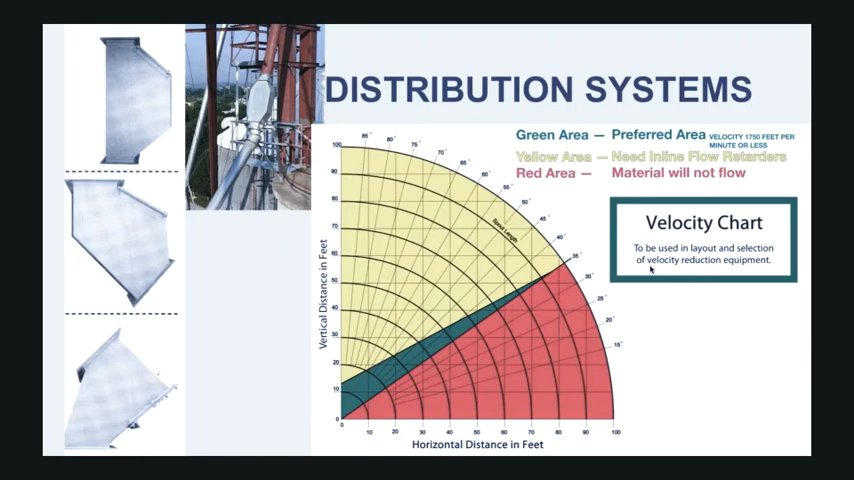 DISTRIBUTION SYSTEMS
Green Area — Preferred Area VELOCITY 1750 FEET PER MINUTE OR LESS
Yellow Area — Need Inline Flow Retarders
Red Area — Material will not flow
Velocity Chart
To be used in layout and selection
of velocity reduction equipment.
85°
80°
75°
70°
65°
60°
55°
50°
45°
40°
35°
30°
25°
20°
15°
Spout Length
Vertical Distance in Feet
100
90
80
70
60
50
40
30
20
10
0
0 10 20 30 40 50 60 70 80 90 100
Horizontal Distance in Feet